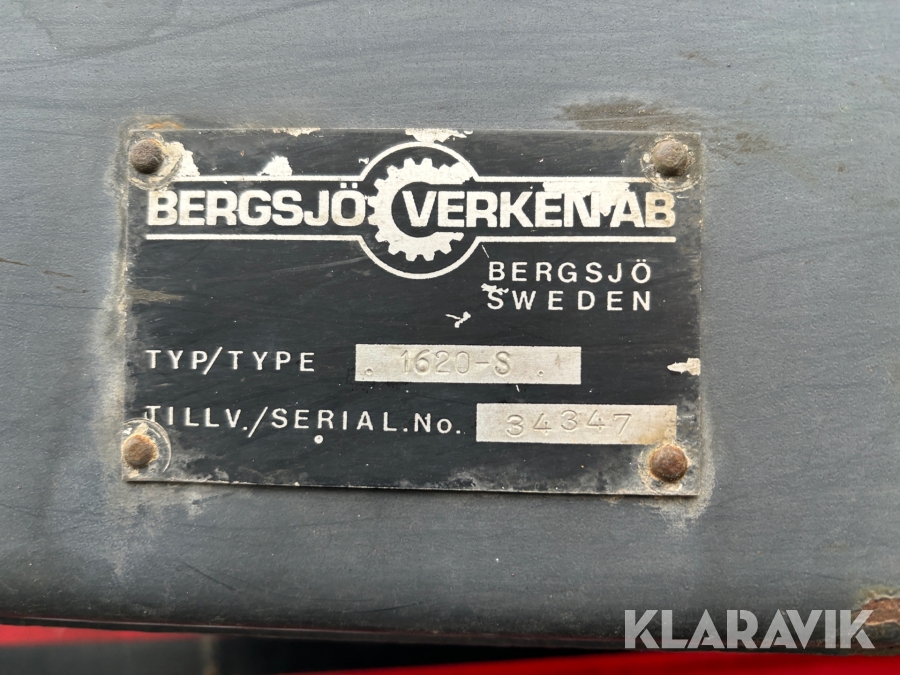 BERGSJÖ VERKEN AB
BERGSJÖ
SWEDEN
TYP/TYPE 1620-S
TILLV./SERIAL.No. 34347
KLARAVIK